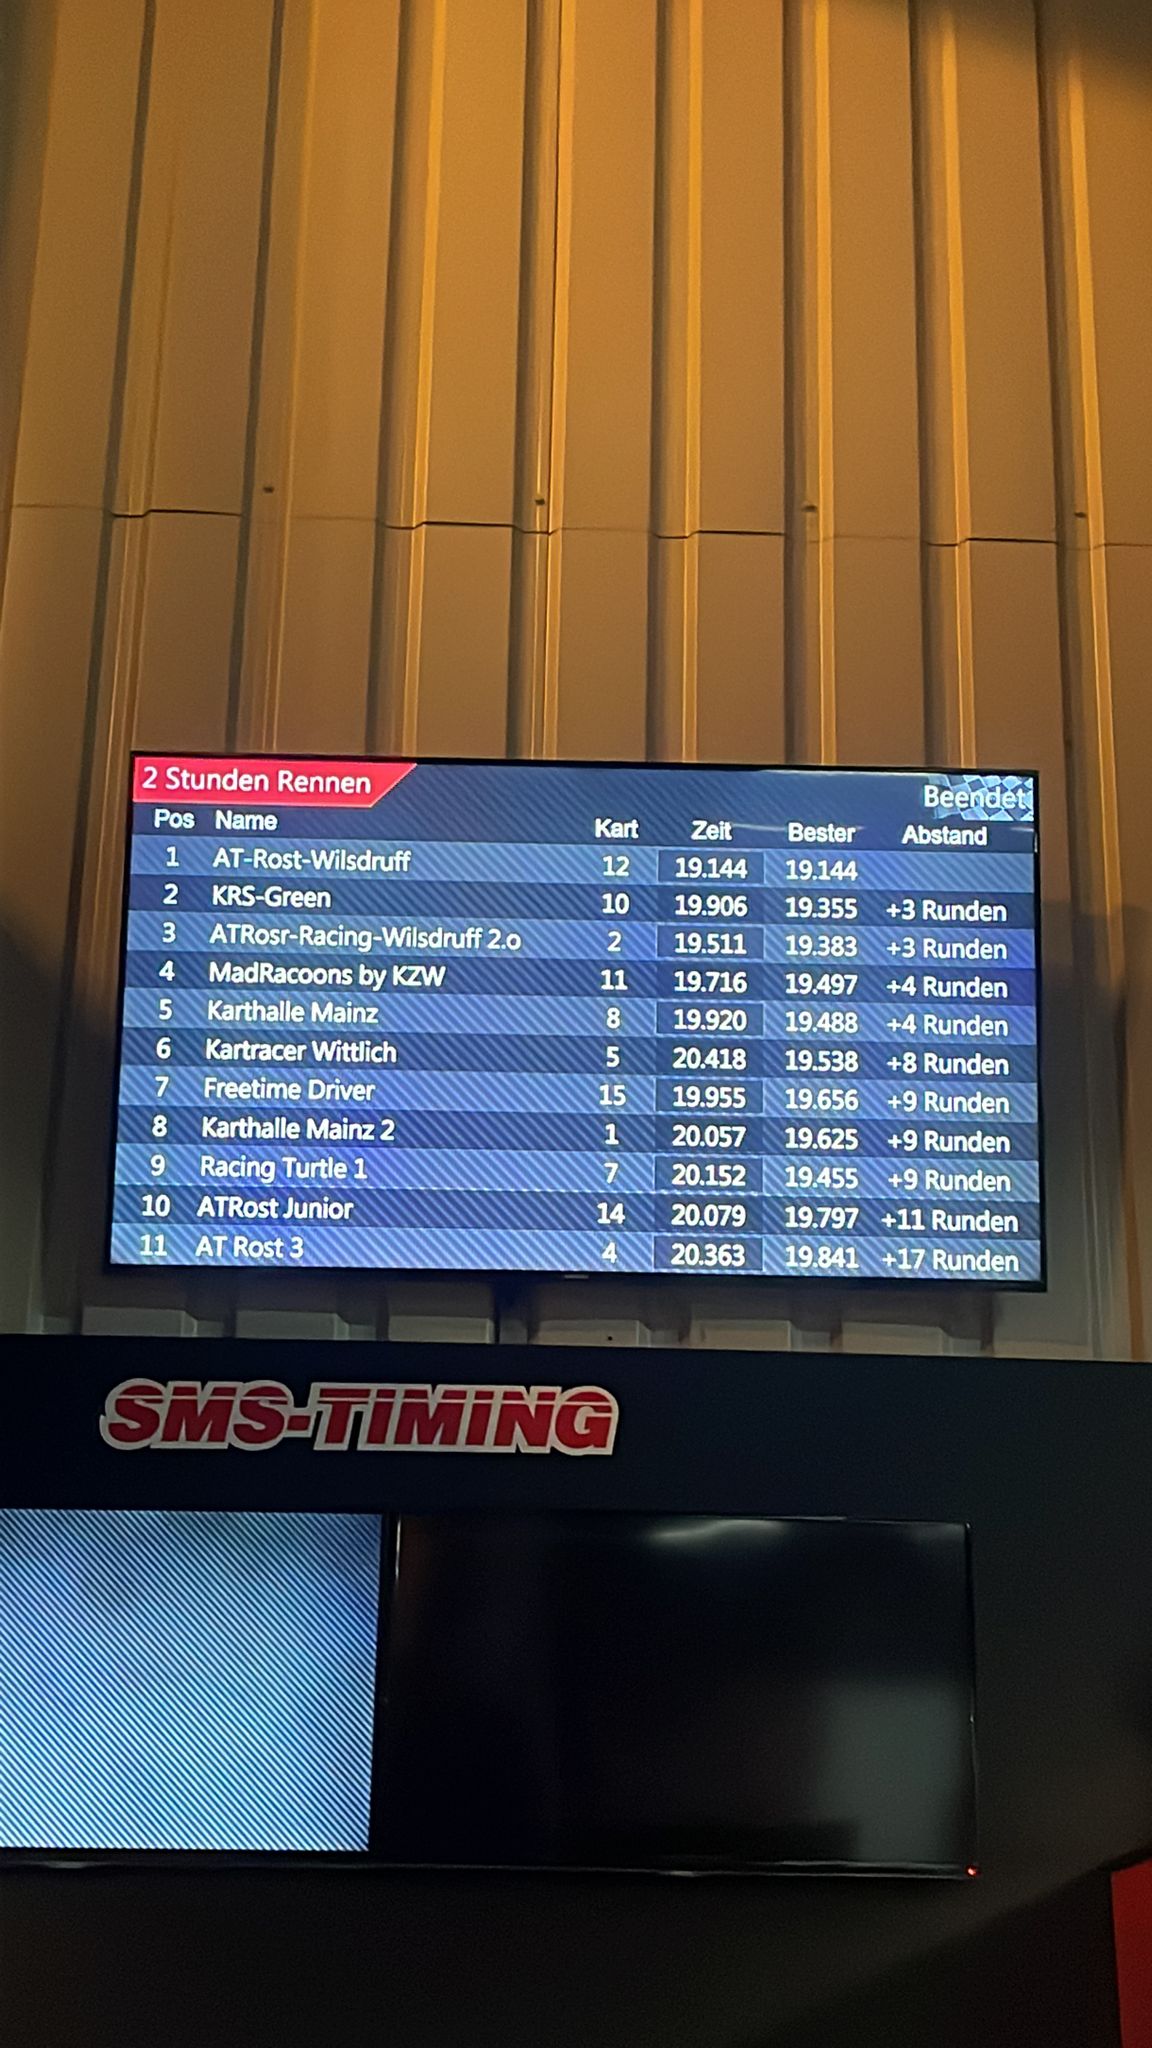 2 Stunden Rennen Beendet
Pos Name Kart Zeit Bester Abstand
1 AT-Rost-Wilsdruff 12 19.144 19.144
2 KRS-Green 10 19.906 19.355 +3 Runden
3 ATRosr-Racing-Wilsdruff 2.o 2 19.511 19.383 +3 Runden
4 MadRacoons by KZW 11 19.716 19.497 +4 Runden
5 Karthalle Mainz 8 19.920 19.488 +4 Runden
6 Kartracer Wittlich 5 20.418 19.538 +8 Runden
7 Freetime Driver 15 19.955 19.656 +9 Runden
8 Karthalle Mainz 2 1 20.057 19.625 +9 Runden
9 Racing Turtle 1 7 20.152 19.455 +9 Runden
10 ATRost Junior 14 20.079 19.797 +11 Runden
11 AT Rost 3 4 20.363 19.841 +17 Runden
SMS-TIMING